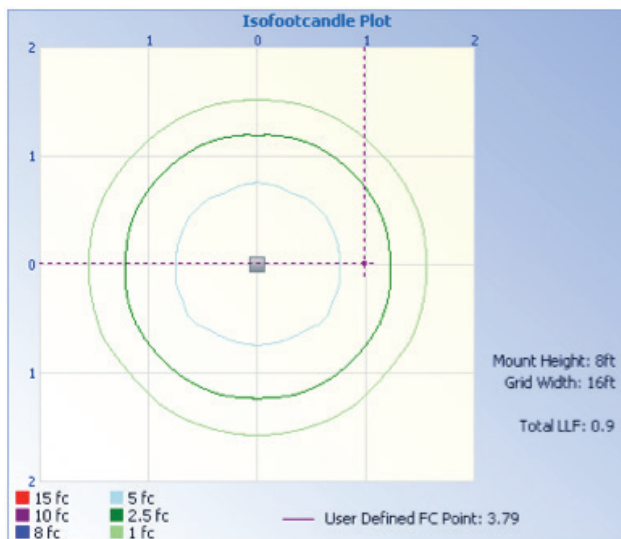 Isofootcandle Plot
2 1 0 1 2
1
0
1
2
Mount Height: 8ft
Grid Width: 16ft
Total LLF: 0.9
15 fc 5 fc
10 fc 2.5 fc
8 fc 1 fc
User Defined FC Point: 3.79